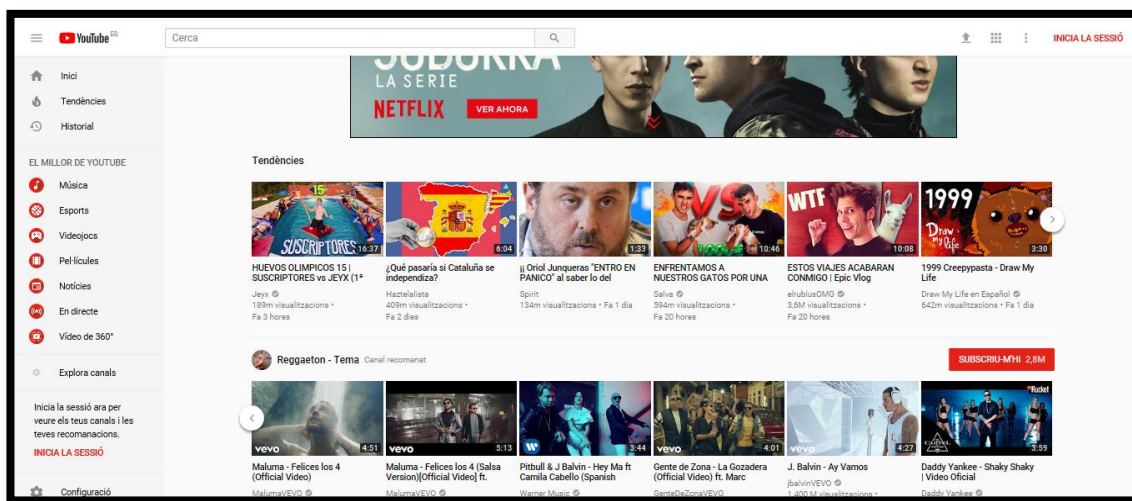 YouTube ES
Cerca
INICIA LA SESSIÓ
Inici
Tendències
Historial
EL MILLOR DE YOUTUBE
Música
Esports
Videojocs
Pel·lícules
Notícies
En directe
Vídeo de 360°
Explora canals
Inicia la sessió ara per
veure els teus canals i les
teves recomanacions.
INICIA LA SESSIÓ
Configuració
SUBURRA
LA SERIE
NETFLIX
VER AHORA
Tendències
15
SUSCRIPTORES
16:37
6:04
1:33
VS
10:46
WTF
10:08
1999
Draw
my life
3:30
HUEVOS OLIMPICOS 15 |
SUSCRIPTORES vs JEYX (1ª
Jeyx
189m visualitzacions •
Fa 3 hores
¿Qué pasaría si Cataluña se
independiza?
Haztelalista
409m visualitzacions •
Fa 2 dies
¡¡ Oriol Junqueras "ENTRO EN
PANICO" al saber lo del
Spirit
134m visualitzacions • Fa 1 dia
ENFRENTAMOS A
NUESTROS GATOS POR UNA
Salva
594m visualitzacions •
Fa 20 hores
ESTOS VIAJES ACABARAN
CONMIGO | Epic Vlog
elrubiusOMG
3,6M visualitzacions •
Fa 20 hores
1999 Creepypasta - Draw My
Life
Draw My Life en Español
642m visualitzacions • Fa 1 dia
Reggaeton - Tema Canal recomanat
SUBSCRIU-M'HI 2,8M
vevo
4:51
vevo
5:13
3:44
vevo
4:01
vevo
4:27
Rocket
CARTEL
3:59
Maluma - Felices los 4
(Official Video)
MalumaVEVO
Maluma - Felices los 4 (Salsa
Version)[Official Video] ft.
MalumaVEVO
Pitbull & J Balvin - Hey Ma ft
Camila Cabello (Spanish
Warner Music
Gente de Zona - La Gozadera
(Official Video) ft. Marc
GenteDeZonaVEVO
J. Balvin - Ay Vamos
jbalvinVEVO
1.400 M visualitzacions •
Daddy Yankee - Shaky Shaky
| Video Oficial
Daddy Yankee